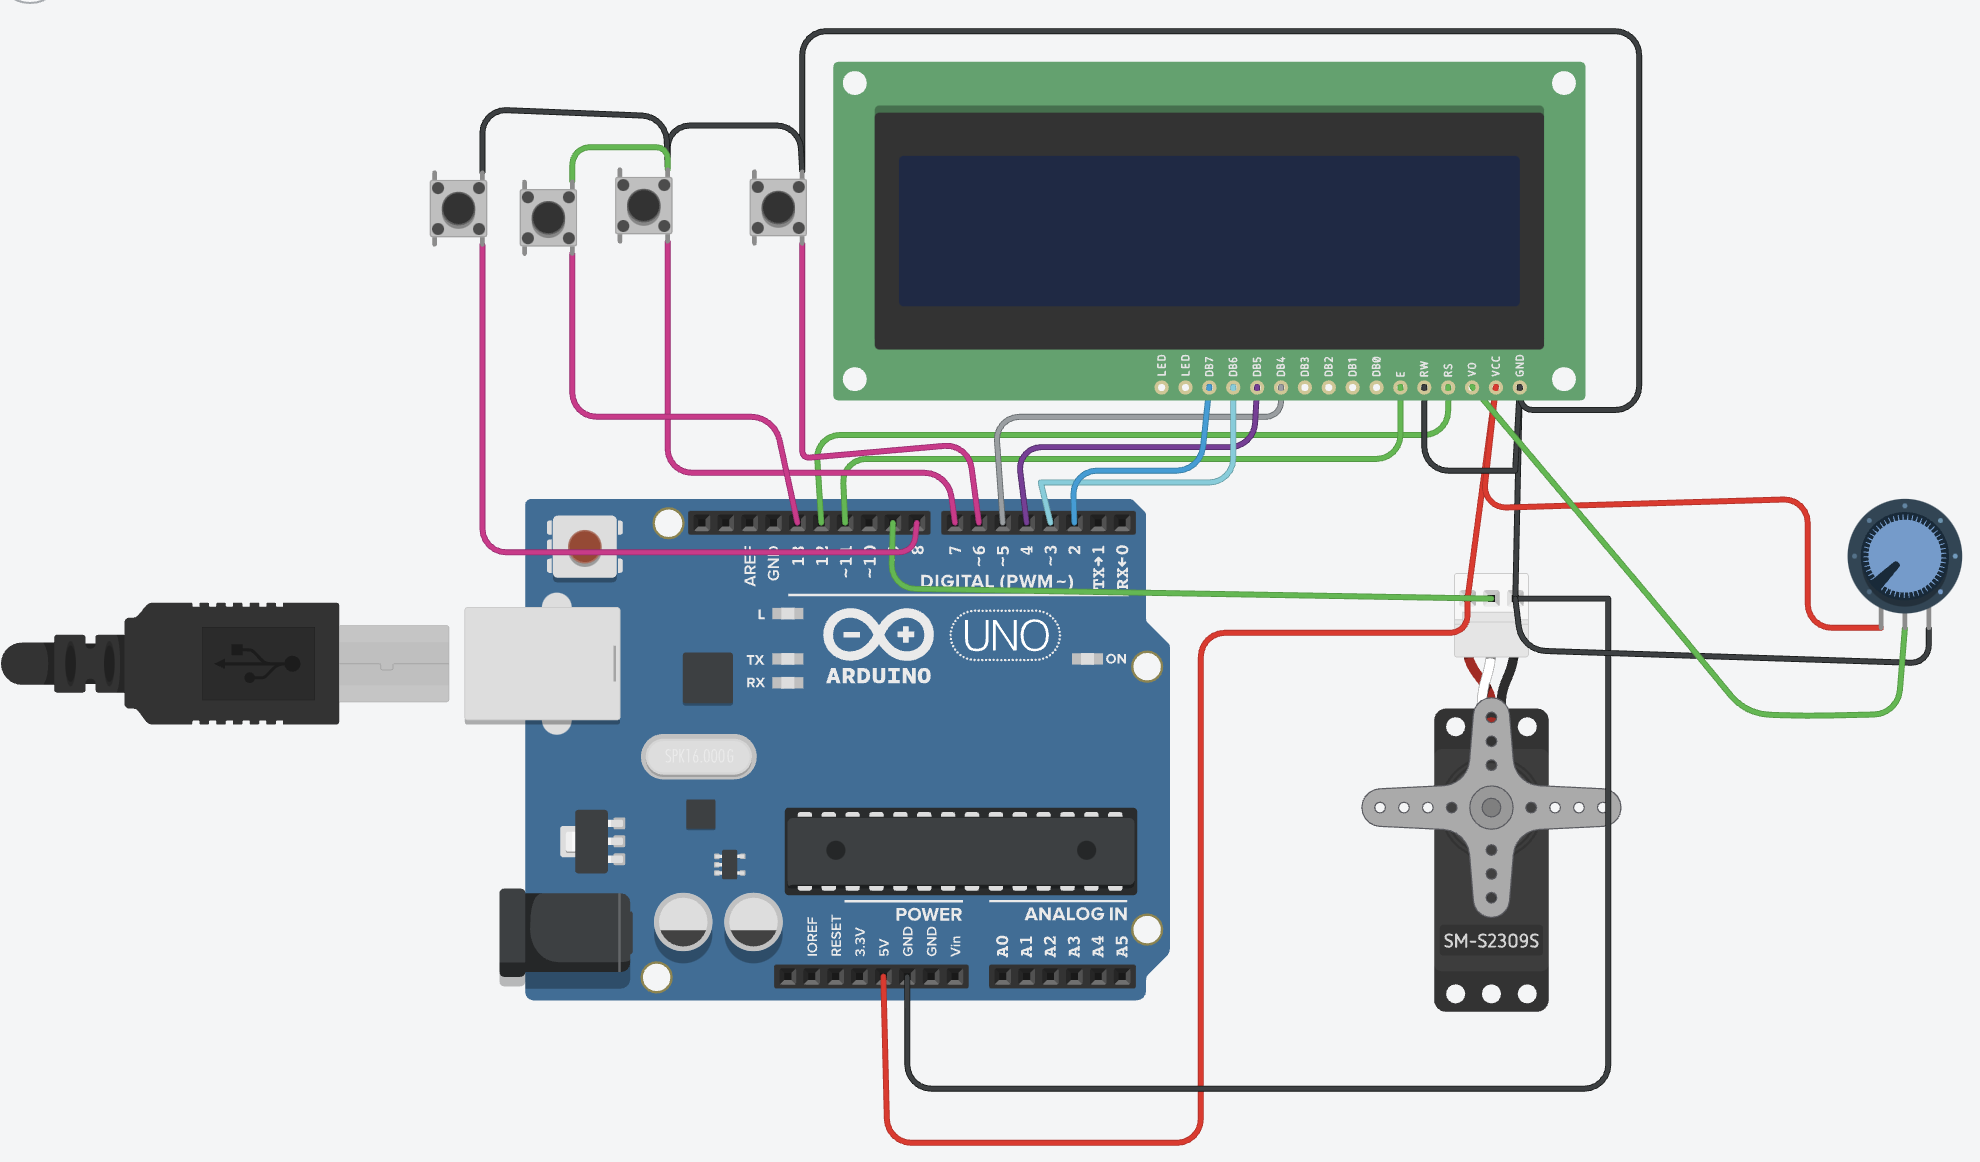 LED LED DB7 DB6 DB5 DB4 DB3 DB2 DB1 DB0 E RW RS VO VCC GND
AREF GND 13 12 ~11 ~10 8 7 ~6 ~5 4 ~3 2 TX→1 RX←0
DIGITAL (PWM ~)
L
UNO
TX
RX
ON
ARDUINO
SPK16.000G
POWER
ANALOG IN
IOREF RESET 3.3V 5V GND GND Vin A0 A1 A2 A3 A4 A5
SM-S2309S